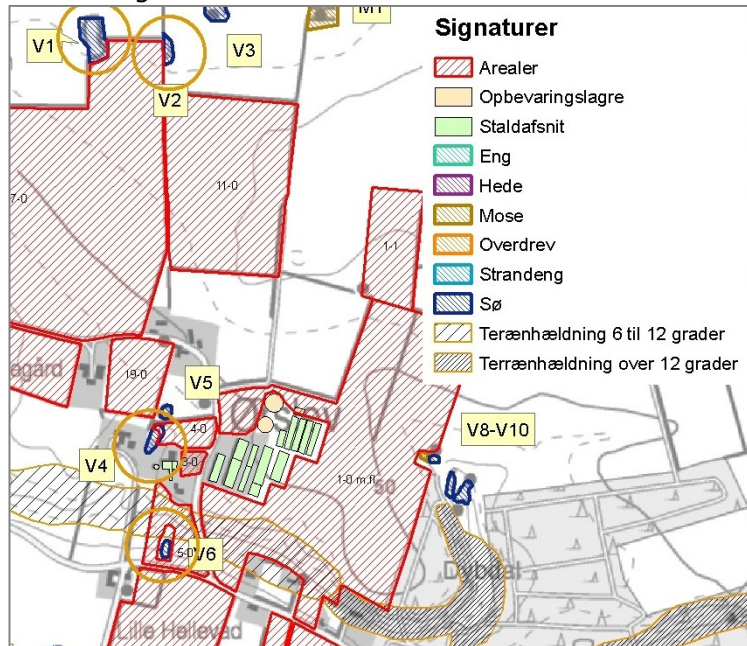 V1
V2
V3
Signaturer
Arealer
Opbevaringslagre
Staldafsnit
Eng
Hede
Mose
Overdrev
Strandeng
Sø
Terænhældning 6 til 12 grader
Terrænhældning over 12 grader
7-0
11-0
1-1
egård
19-0
V5
4-0
V8-V10
V4
3-0
1-0 m.fl
50
5-0
V6
Dybdal
Lille Hellevad